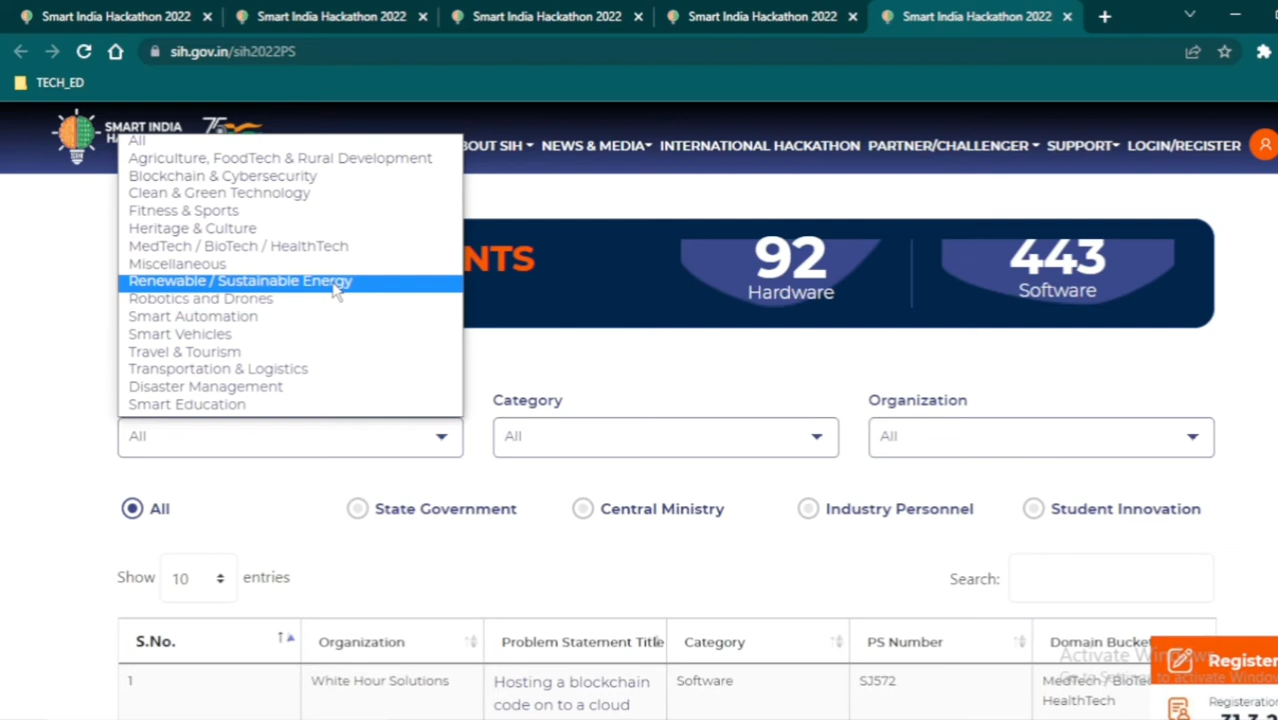 Smart India Hackathon 2022
Smart India Hackathon 2022
Smart India Hackathon 2022
Smart India Hackathon 2022
Smart India Hackathon 2022
sih.gov.in/sih2022PS
TECH_ED
SMART INDIA
75
NEWS & MEDIA
INTERNATIONAL HACKATHON
PARTNER/CHALLENGER
SUPPORT
LOGIN/REGISTER
BOUT SIH
All
Agriculture, FoodTech & Rural Development
Blockchain & Cybersecurity
Clean & Green Technology
Fitness & Sports
Heritage & Culture
MedTech / BioTech / HealthTech
Miscellaneous
Renewable / Sustainable Energy
Robotics and Drones
Smart Automation
Smart Vehicles
Travel & Tourism
Transportation & Logistics
Disaster Management
Smart Education
NTS
92
Hardware
443
Software
Category
Organization
All
All
All
All
State Government
Central Ministry
Industry Personnel
Student Innovation
Show 10 entries
Search:
S.No.
Organization
Problem Statement Title
Category
PS Number
Domain Bucket
1
White Hour Solutions
Hosting a blockchain
code on to a cloud
Software
SJ572
MedTech /
HealthTech
Register
Registeration